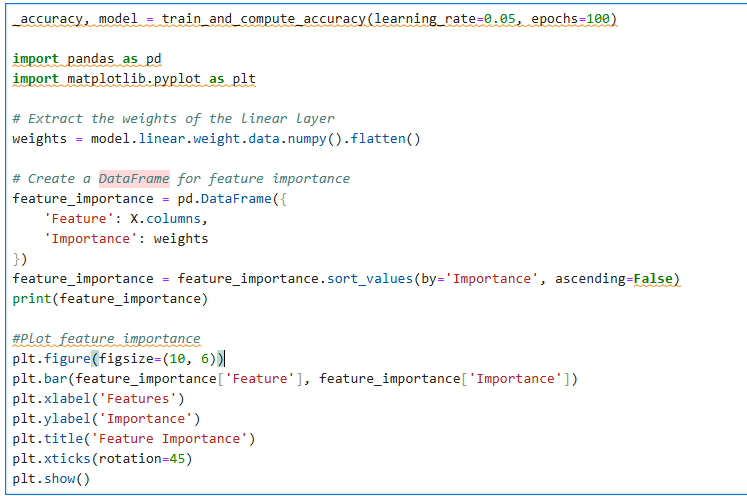 _accuracy, model = train_and_compute_accuracy(learning_rate=0.05, epochs=100)
import pandas as pd
import matplotlib.pyplot as plt
# Extract the weights of the linear layer
weights = model.linear.weight.data.numpy().flatten()
# Create a DataFrame for feature importance
feature_importance = pd.DataFrame({
    'Feature': X.columns,
    'Importance': weights
})
feature_importance = feature_importance.sort_values(by='Importance', ascending=False)
print(feature_importance)
#Plot feature importance
plt.figure(figsize=(10, 6))
plt.bar(feature_importance['Feature'], feature_importance['Importance'])
plt.xlabel('Features')
plt.ylabel('Importance')
plt.title('Feature Importance')
plt.xticks(rotation=45)
plt.show()